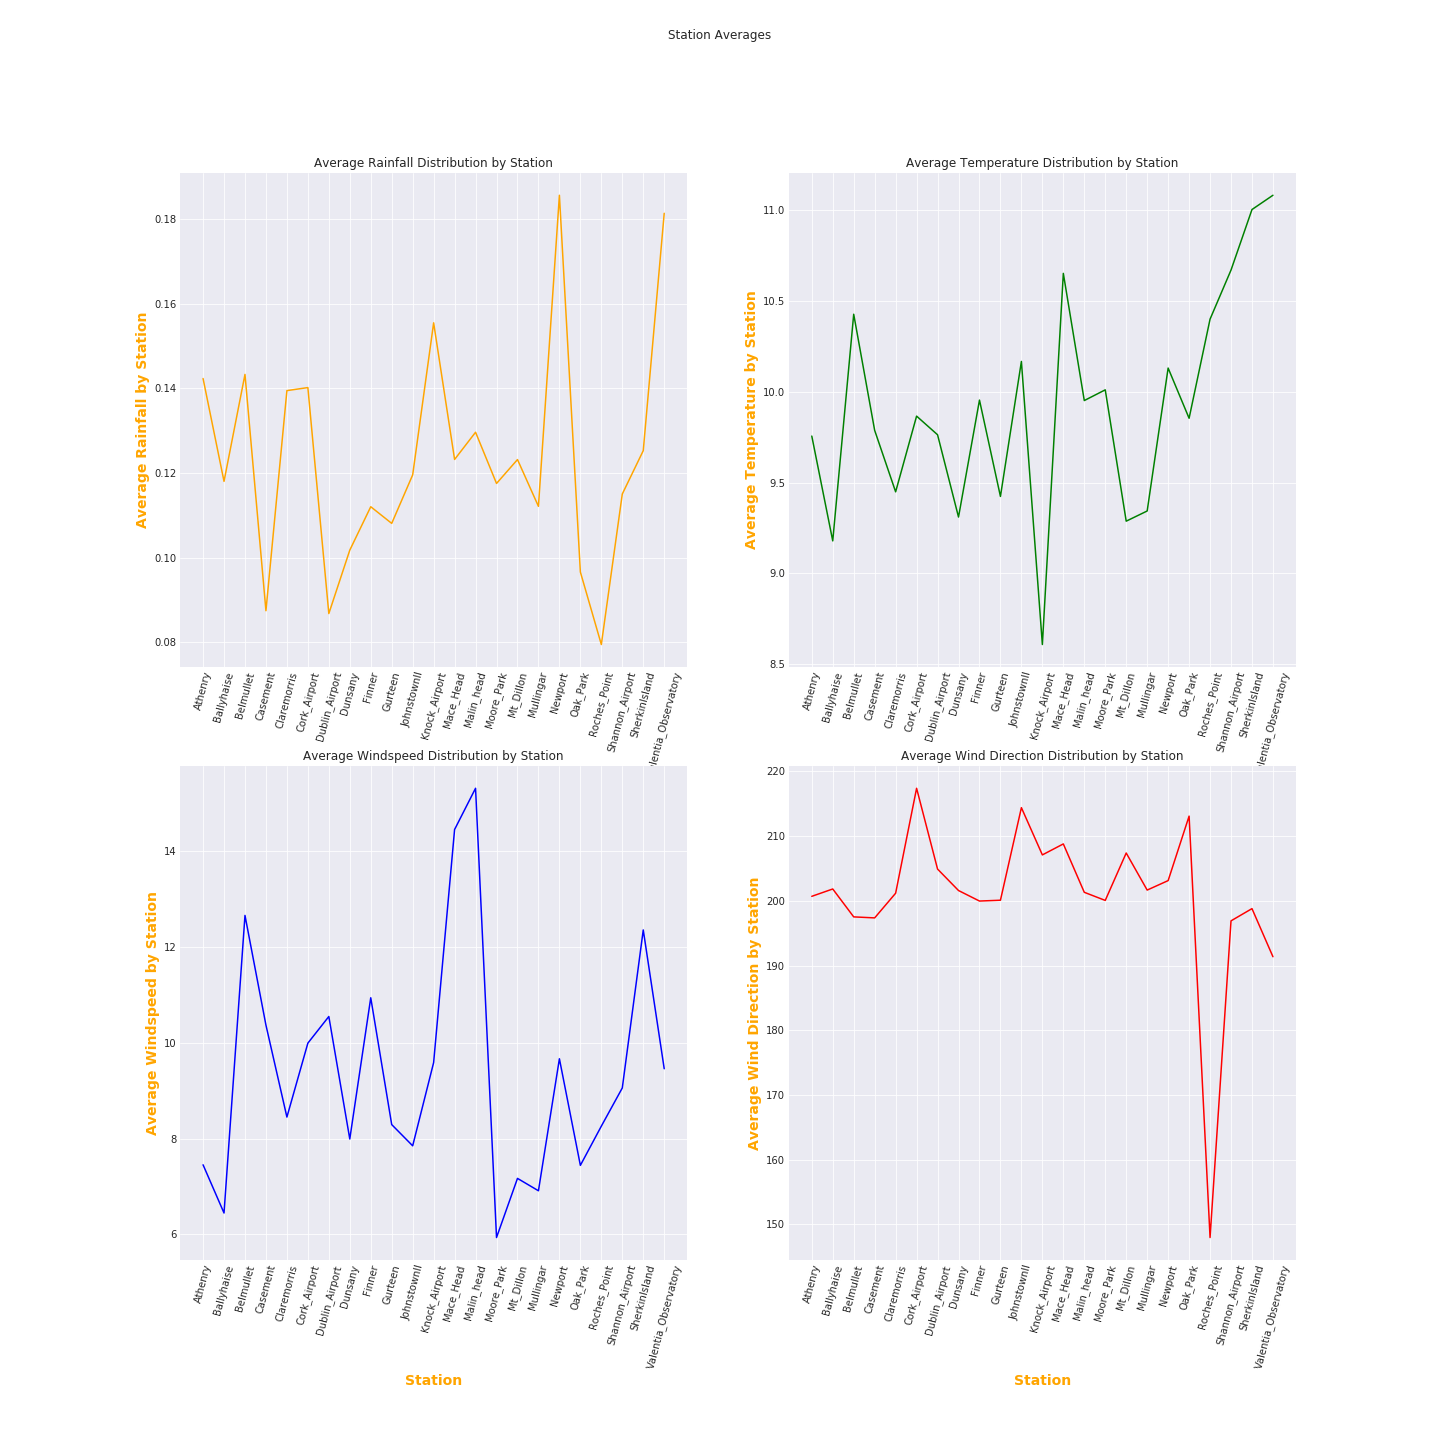 Station Averages
Average Rainfall Distribution by Station
Average Rainfall by Station
0.18
0.16
0.14
0.12
0.10
0.08
Athenry
Ballyhaise
Belmullet
Casement
Claremorris
Cork_Airport
Dublin_Airport
Dunsany
Finner
Gurteen
JohnstownII
Knock_Airport
Mace_Head
Malin_head
Moore_Park
Mt_Dillon
Mullingar
Newport
Oak_Park
Roches_Point
Shannon_Airport
SherkinIsland
lentia_Observatory
Average Temperature Distribution by Station
Average Temperature by Station
11.0
10.5
10.0
9.5
9.0
8.5
Athenry
Ballyhaise
Belmullet
Casement
Claremorris
Cork_Airport
Dublin_Airport
Dunsany
Finner
Gurteen
JohnstownII
Knock_Airport
Mace_Head
Malin_head
Moore_Park
Mt_Dillon
Mullingar
Newport
Oak_Park
Roches_Point
Shannon_Airport
SherkinIsland
lentia_Observatory
Average Windspeed Distribution by Station
Average Windspeed by Station
14
12
10
8
6
Athenry
Ballyhaise
Belmullet
Casement
Claremorris
Cork_Airport
Dublin_Airport
Dunsany
Finner
Gurteen
JohnstownII
Knock_Airport
Mace_Head
Malin_head
Moore_Park
Mt_Dillon
Mullingar
Newport
Oak_Park
Roches_Point
Shannon_Airport
SherkinIsland
Valentia_Observatory
Station
Average Wind Direction Distribution by Station
Average Wind Direction by Station
220
210
200
190
180
170
160
150
Athenry
Ballyhaise
Belmullet
Casement
Claremorris
Cork_Airport
Dublin_Airport
Dunsany
Finner
Gurteen
JohnstownII
Knock_Airport
Mace_Head
Malin_head
Moore_Park
Mt_Dillon
Mullingar
Newport
Oak_Park
Roches_Point
Shannon_Airport
SherkinIsland
Valentia_Observatory
Station